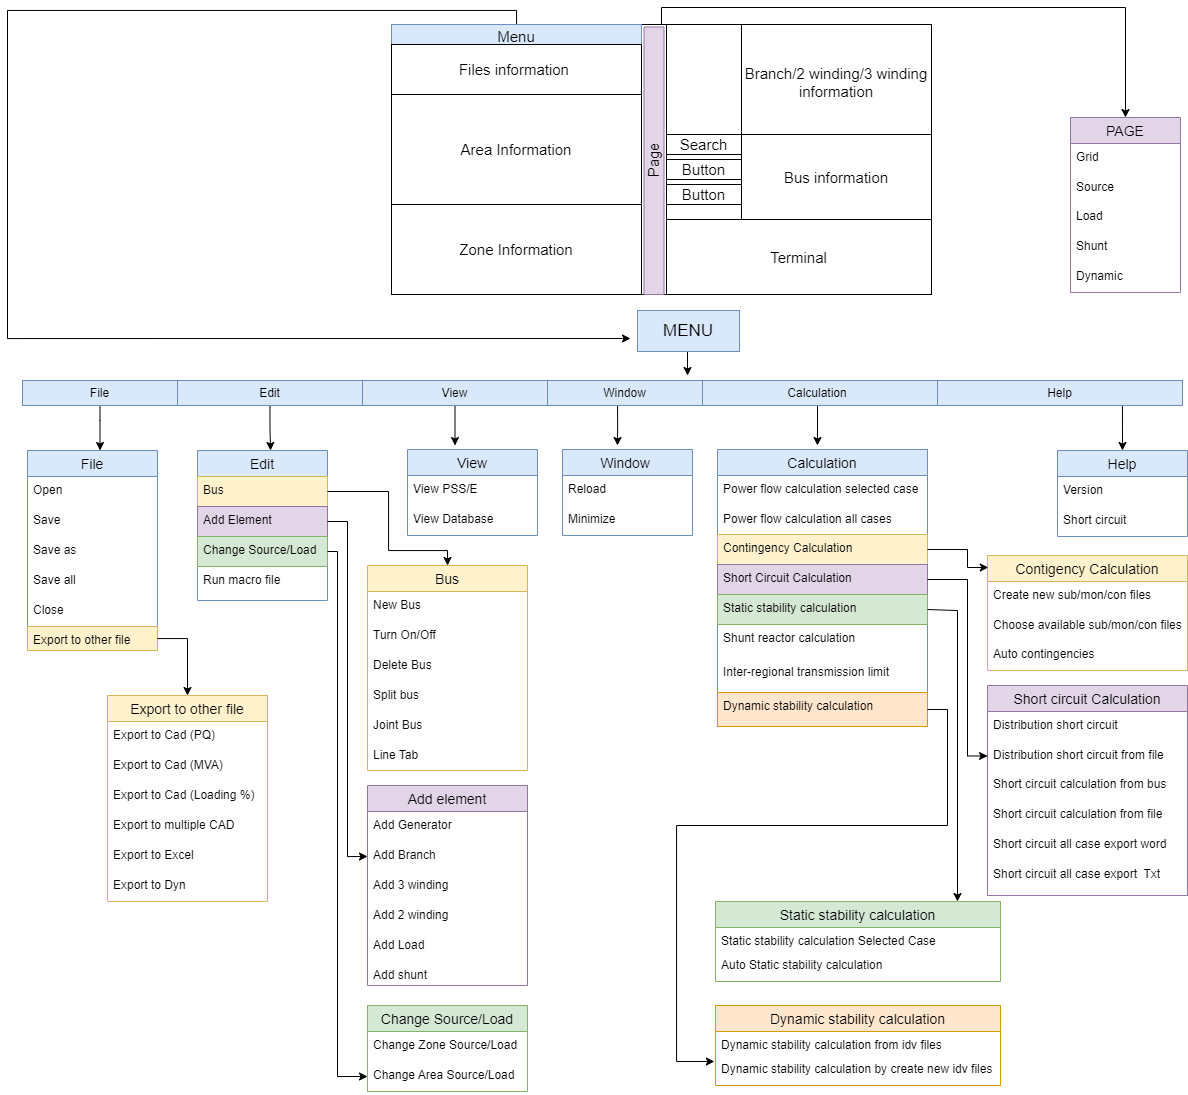 Menu
Files information
Area Information
Zone Information
Page
Branch/2 winding/3 winding
information
Search
Button
Button
Bus information
Terminal
PAGE
Grid
Source
Load
Shunt
Dynamic
MENU
File
Edit
View
Window
Calculation
Help
File
Open
Save
Save as
Save all
Close
Export to other file
Export to other file
Export to Cad (PQ)
Export to Cad (MVA)
Export to Cad (Loading %)
Export to multiple CAD
Export to Excel
Export to Dyn
Edit
Bus
Add Element
Change Source/Load
Run macro file
Bus
New Bus
Turn On/Off
Delete Bus
Split bus
Joint Bus
Line Tab
Add element
Add Generator
Add Branch
Add 3 winding
Add 2 winding
Add Load
Add shunt
Change Source/Load
Change Zone Source/Load
Change Area Source/Load
View
View PSS/E
View Database
Window
Reload
Minimize
Calculation
Power flow calculation selected case
Power flow calculation all cases
Contingency Calculation
Short Circuit Calculation
Static stability calculation
Shunt reactor calculation
Inter-regional transmission limit
Dynamic stability calculation
Help
Version
Short circuit
Contigency Calculation
Create new sub/mon/con files
Choose available sub/mon/con files
Auto contingencies
Short circuit Calculation
Distribution short circuit
Distribution short circuit from file
Short circuit calculation from bus
Short circuit calculation from file
Short circuit all case export word
Short circuit all case export Txt
Static stability calculation
Static stability calculation Selected Case
Auto Static stability calculation
Dynamic stability calculation
Dynamic stability calculation from idv files
Dynamic stability calculation by create new idv files